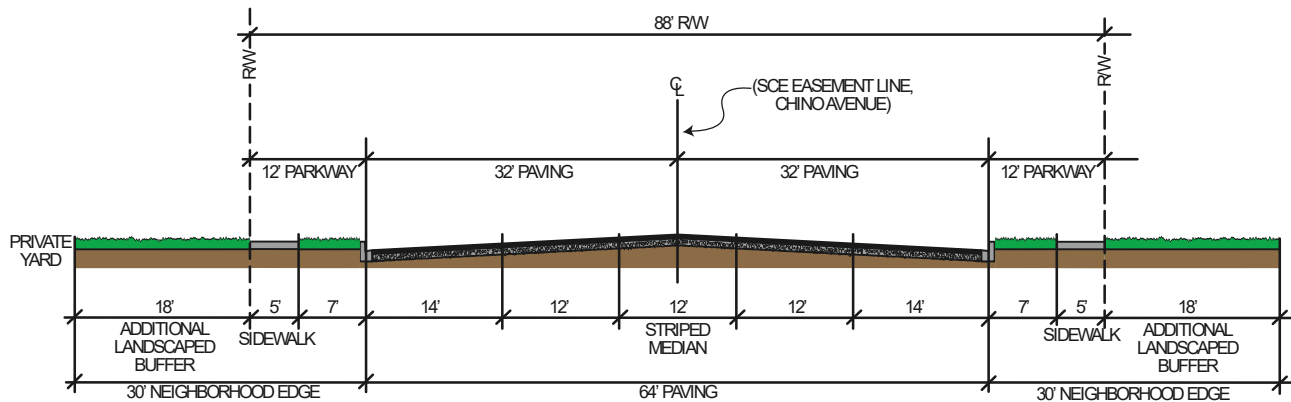 88' R/W
R/W
R/W
℄
(SCE EASEMENT LINE,
CHINO AVENUE)
12' PARKWAY
32' PAVING
32' PAVING
12' PARKWAY
PRIVATE
YARD
18'
5'
7'
14'
12'
12'
12'
14'
7'
5'
18'
ADDITIONAL
LANDSCAPED
BUFFER
SIDEWALK
STRIPED
MEDIAN
SIDEWALK
ADDITIONAL
LANDSCAPED
BUFFER
30' NEIGHBORHOOD EDGE
64' PAVING
30' NEIGHBORHOOD EDGE